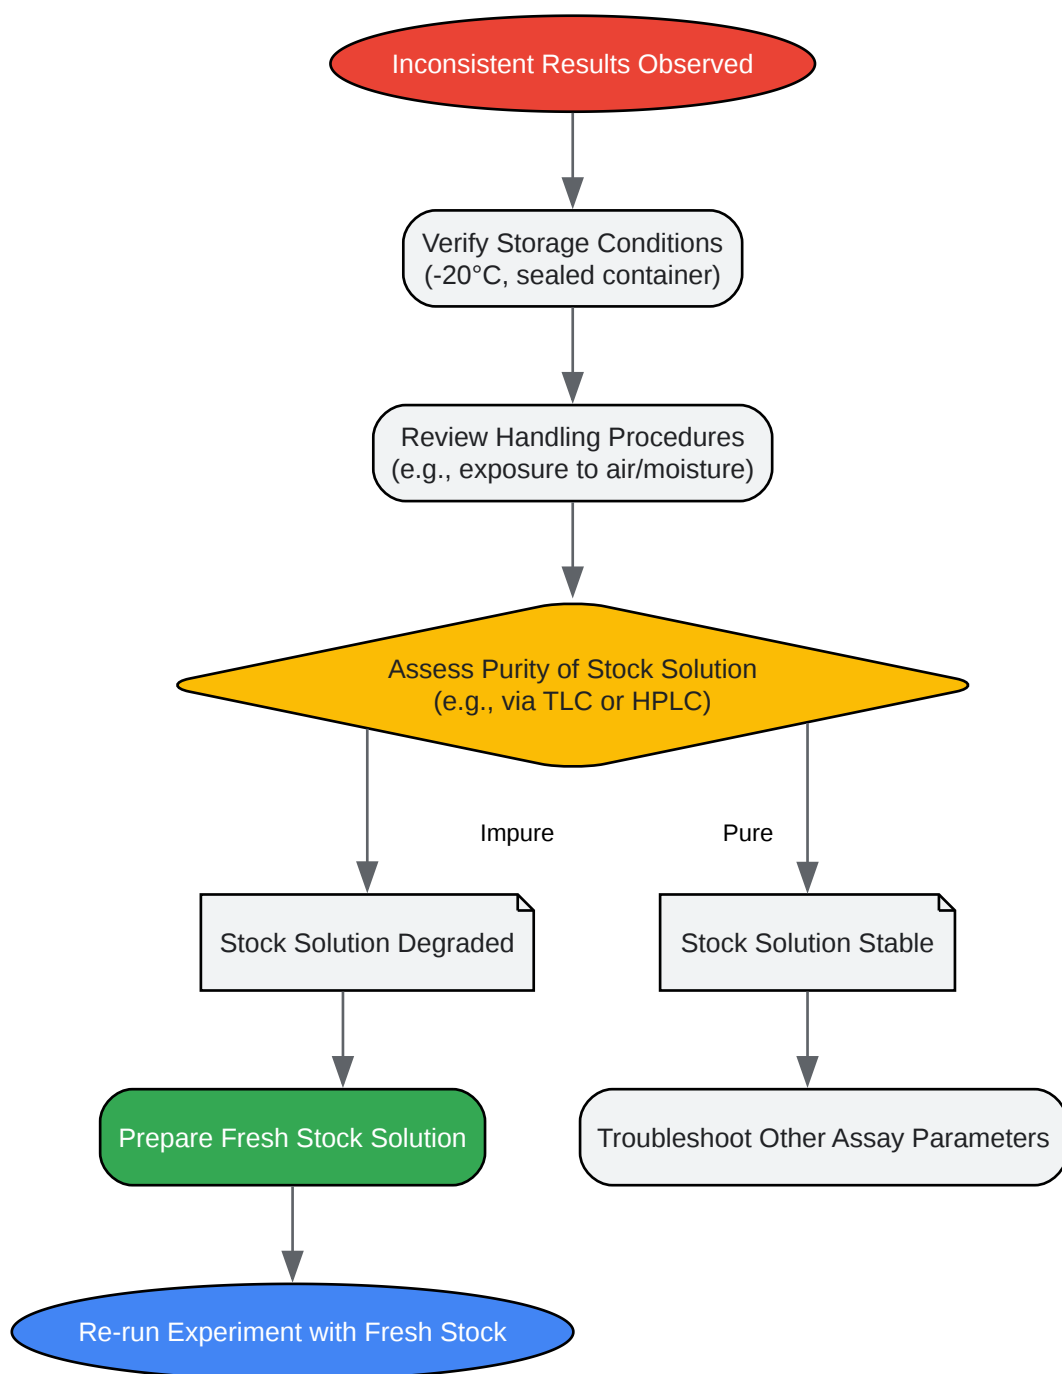 Inconsistent Results Observed
Verify Storage Conditions
(-20°C, sealed container)
Review Handling Procedures
(e.g., exposure to air/moisture)
Assess Purity of Stock Solution
(e.g., via TLC or HPLC)
Impure
Pure
Stock Solution Degraded
Stock Solution Stable
Prepare Fresh Stock Solution
Troubleshoot Other Assay Parameters
Re-run Experiment with Fresh Stock